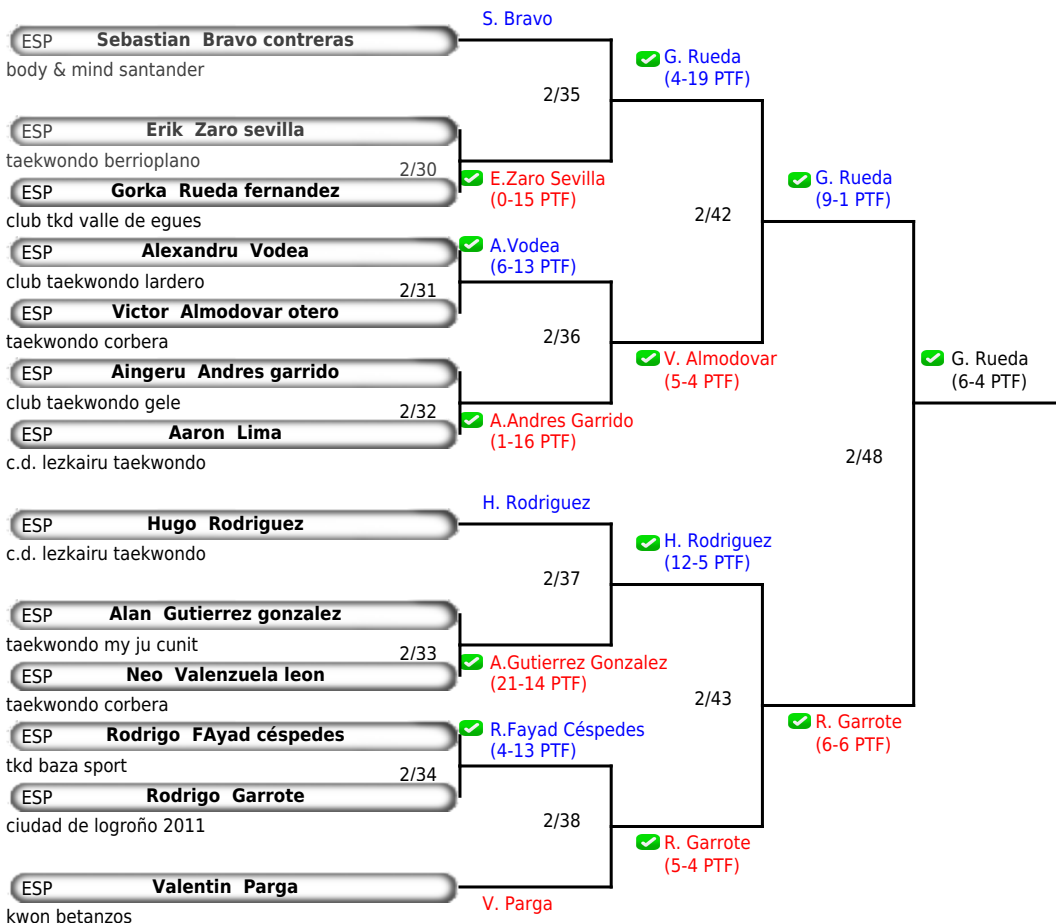 S. Bravo
ESP Sebastian Bravo contreras
body & mind santander
G. Rueda
(4-19 PTF)
2/35
ESP Erik Zaro sevilla
taekwondo berrioplano
2/30
E.Zaro Sevilla
(0-15 PTF)
ESP Gorka Rueda fernandez
club tkd valle de egues
G. Rueda
(9-1 PTF)
2/42
ESP Alexandru Vodea
club taekwondo lardero
A.Vodea
(6-13 PTF)
2/31
ESP Victor Almodovar otero
taekwondo corbera
2/36
V. Almodovar
(5-4 PTF)
ESP Aingeru Andres garrido
club taekwondo gele
2/32
A.Andres Garrido
(1-16 PTF)
ESP Aaron Lima
c.d. lezkairu taekwondo
G. Rueda
(6-4 PTF)
2/48
H. Rodriguez
ESP Hugo Rodriguez
c.d. lezkairu taekwondo
H. Rodriguez
(12-5 PTF)
2/37
ESP Alan Gutierrez gonzalez
taekwondo my ju cunit
2/33
A.Gutierrez Gonzalez
(21-14 PTF)
ESP Neo Valenzuela leon
taekwondo corbera
2/43
R. Garrote
(6-6 PTF)
ESP Rodrigo FAyad céspedes
tkd baza sport
R.Fayad Céspedes
(4-13 PTF)
2/34
ESP Rodrigo Garrote
ciudad de logroño 2011
2/38
R. Garrote
(5-4 PTF)
ESP Valentin Parga
kwon betanzos
V. Parga